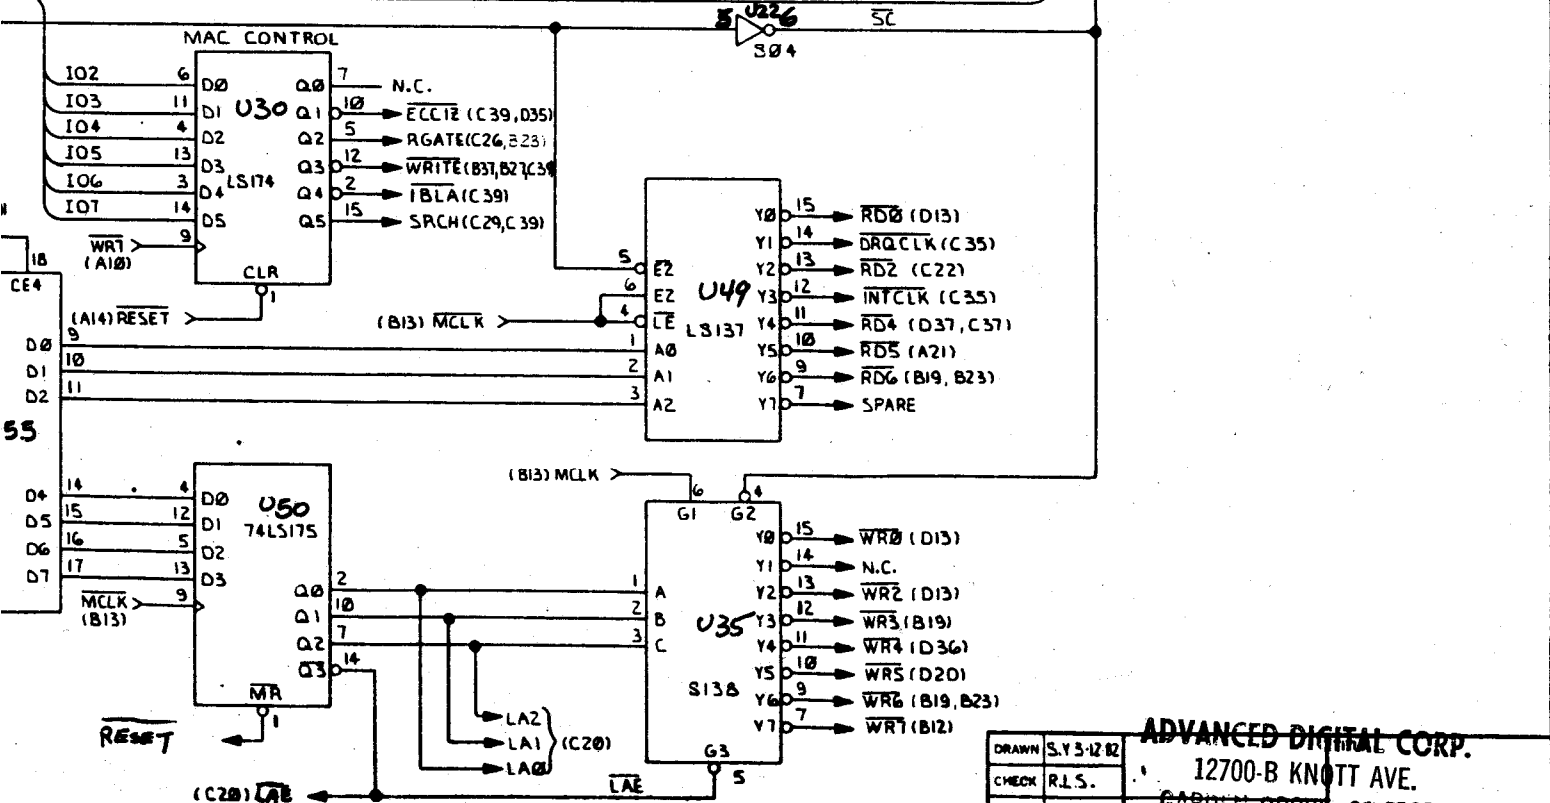 5 U22 6 SC
S04
MAC CONTROL
IO2 6 D0 Q0 7 N.C.
IO3 11 D1 U30 Q1 10 ECC12 (C39,D35)
IO4 4 D2 Q2 5 RGATE(C26,B23)
IO5 13 D3 Q3 12 WRITE(B37,B27,C39
IO6 3 D4 LS174 Q4 2 IBLA(C39)
IO7 14 D5 Q5 15 SRCH(C29,C39)
WR7 9
(A10)
CLR
1
(A14) RESET
18
CE4
Y0 15 RD0 (D13)
Y1 14 DRQCLK (C35)
5 E2 Y2 13 RD2 (C22)
6 E2 U49 Y3 12 INTCLK (C35)
(B13) MCLK 4 LE LS137 Y4 11 RD4 (D37,C37)
D0 9 1 A0 Y5 10 RD5 (A21)
D1 10 2 A1 Y6 9 RD6 (B19, B23)
D2 11 3 A2 Y7 7 SPARE
55
(B13) MCLK 6 4
G1 G2
D4 14 4 D0 U50
D5 15 12 D1 74LS175
D6 16 5 D2
D7 17 13 D3
MCLK 9
(B13)
Q0 2
Q1 10
Q2 7
Q3 14
MR
1
RESET
Y0 15 WR0 (D13)
Y1 14 N.C.
1 A Y2 13 WR2 (D13)
2 B U35 Y3 12 WR3 (B19)
3 C Y4 11 WR4 (D36)
Y5 10 WR5 (D20)
S138 Y6 9 WR6 (B19,B23)
Y7 7 WR7 (B12)
G3
5
LA2
LA1 (C20)
LA0
LAE
(C20) LAE
DRAWN S.Y 3-12-82
CHECK R.L.S.
ADVANCED DIGITAL CORP.
12700-B KNOTT AVE.